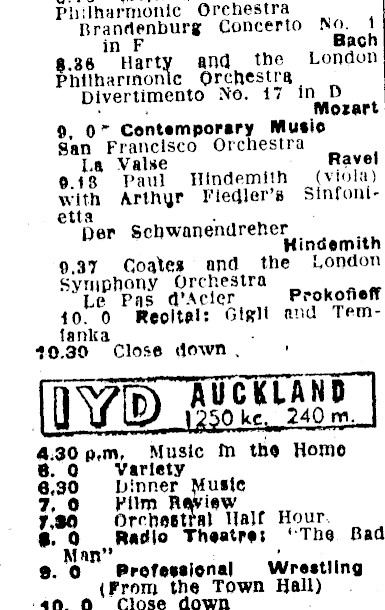 Philharmonic Orchestra
Brandenburg Concerto No. 1
in F Bach
8.36 Harty and the London
Philharmonic Orchestra
Divertimento No. 17 in D
Mozart
9. 0 Contemporary Music
San Francisco Orchestra
La Valse Ravel
9.13 Paul Hindemith (viola)
with Arthur Fiedler's Sinfoni-
etta
Der Schwanendreher
Hindemith
9.37 Coates and the London
Symphony Orchestra
Le Pas d'Acier Prokofieff
10. 0 Recital: Gigli and Tem-
ianka
10.30 Close down
IYD AUCKLAND
1250 kc. 240 m.
4.30 p.m. Music in the Home
6. 0 Variety
6.30 Dinner Music
7. 0 Film Review
7.30 Orchestral Half Hour
8. 0 Radio Theatre: "The Bad
Man"
9. 0 Professional Wrestling
(From the Town Hall)
10. 0 Close down